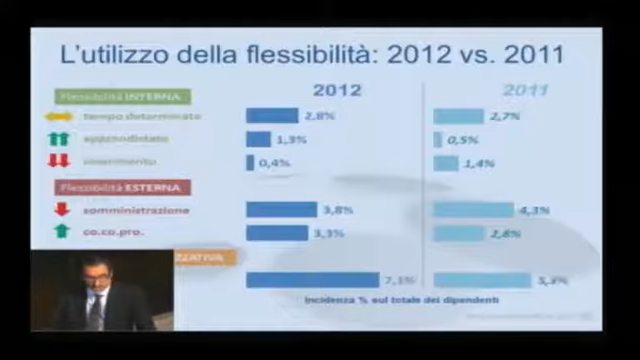 L'utilizzo della flessibilità: 2012 vs. 2011
2012 2011
Flessibilità INTERNA
tempo determinato 2,8% 2,7%
apprendistato 1,3% 0,5%
inserimento 0,4% 1,4%
Flessibilità ESTERNA
somministrazione 3,8% 4,3%
co.co.pro. 3,3% 2,8%
ZZATIVA
7,1%
Incidenza % sul totale dei dipendenti